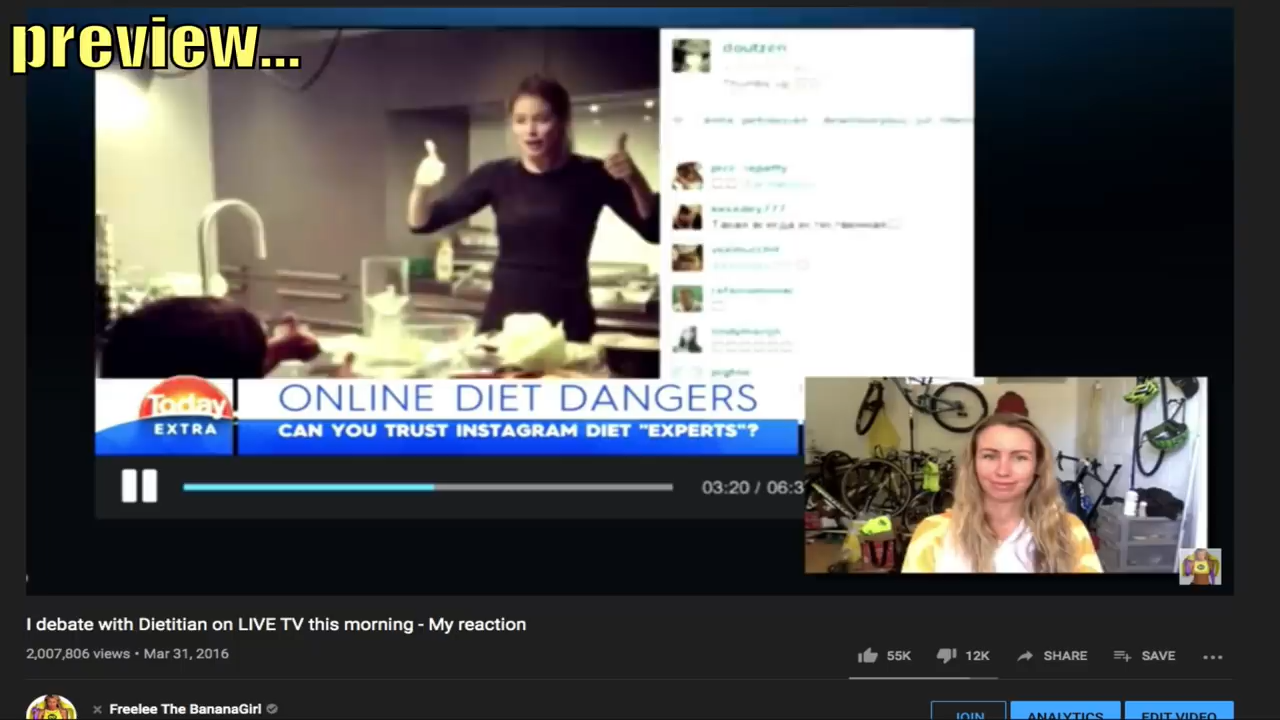 preview...
doutzen
Today
EXTRA
ONLINE DIET DANGERS
CAN YOU TRUST INSTAGRAM DIET "EXPERTS"?
03:20 / 06:3
I debate with Dietitian on LIVE TV this morning - My reaction
2,007,806 views • Mar 31, 2016
55K
12K
SHARE
SAVE
Freelee The BananaGirl
JOIN
ANALYTICS
EDIT VIDEO